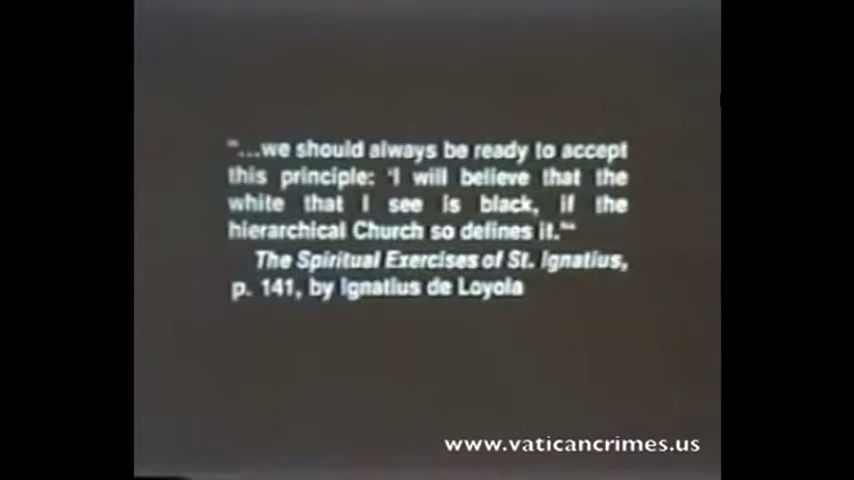 "...we should always be ready to accept
this principle: 'I will believe that the
white that I see is black, if the
hierarchical Church so defines it.'"
The Spiritual Exercises of St. Ignatius,
p. 141, by Ignatius de Loyola
www.vaticancrimes.us